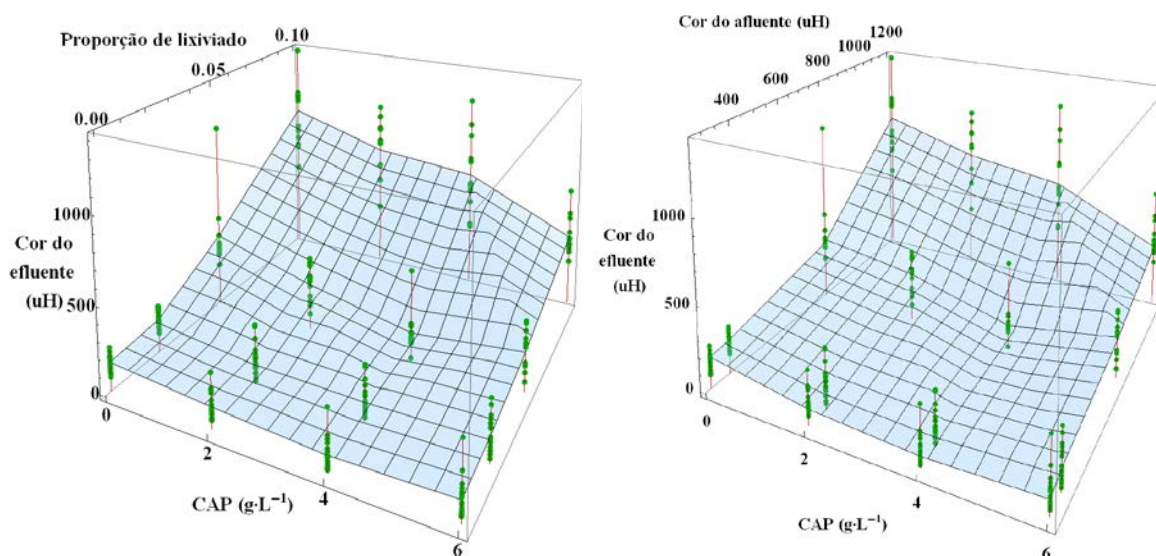 Proporção de lixiviado
0.10
0.05
0.00
1000
Cor do
efluente
(uH)
500
0
0
2
4
6
CAP (g·L⁻¹)
Cor do afluente (uH)
1200
1000
800
600
400
1000
Cor do
efluente
(uH)
500
0
0
2
4
6
CAP (g·L⁻¹)